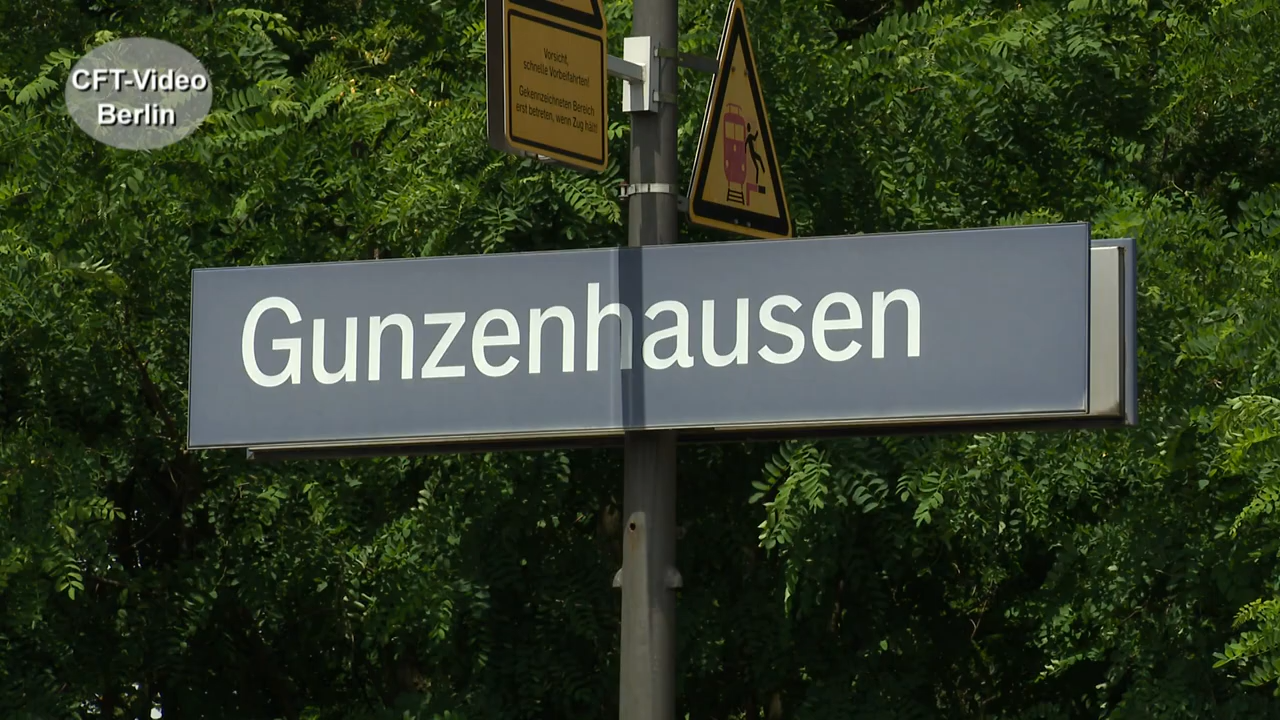 CFT-Video
Berlin
Vorsicht,
schnelle Vorbeifahrten!
Gekennzeichneten Bereich
erst betreten, wenn Zug hält!
Gunzenhausen